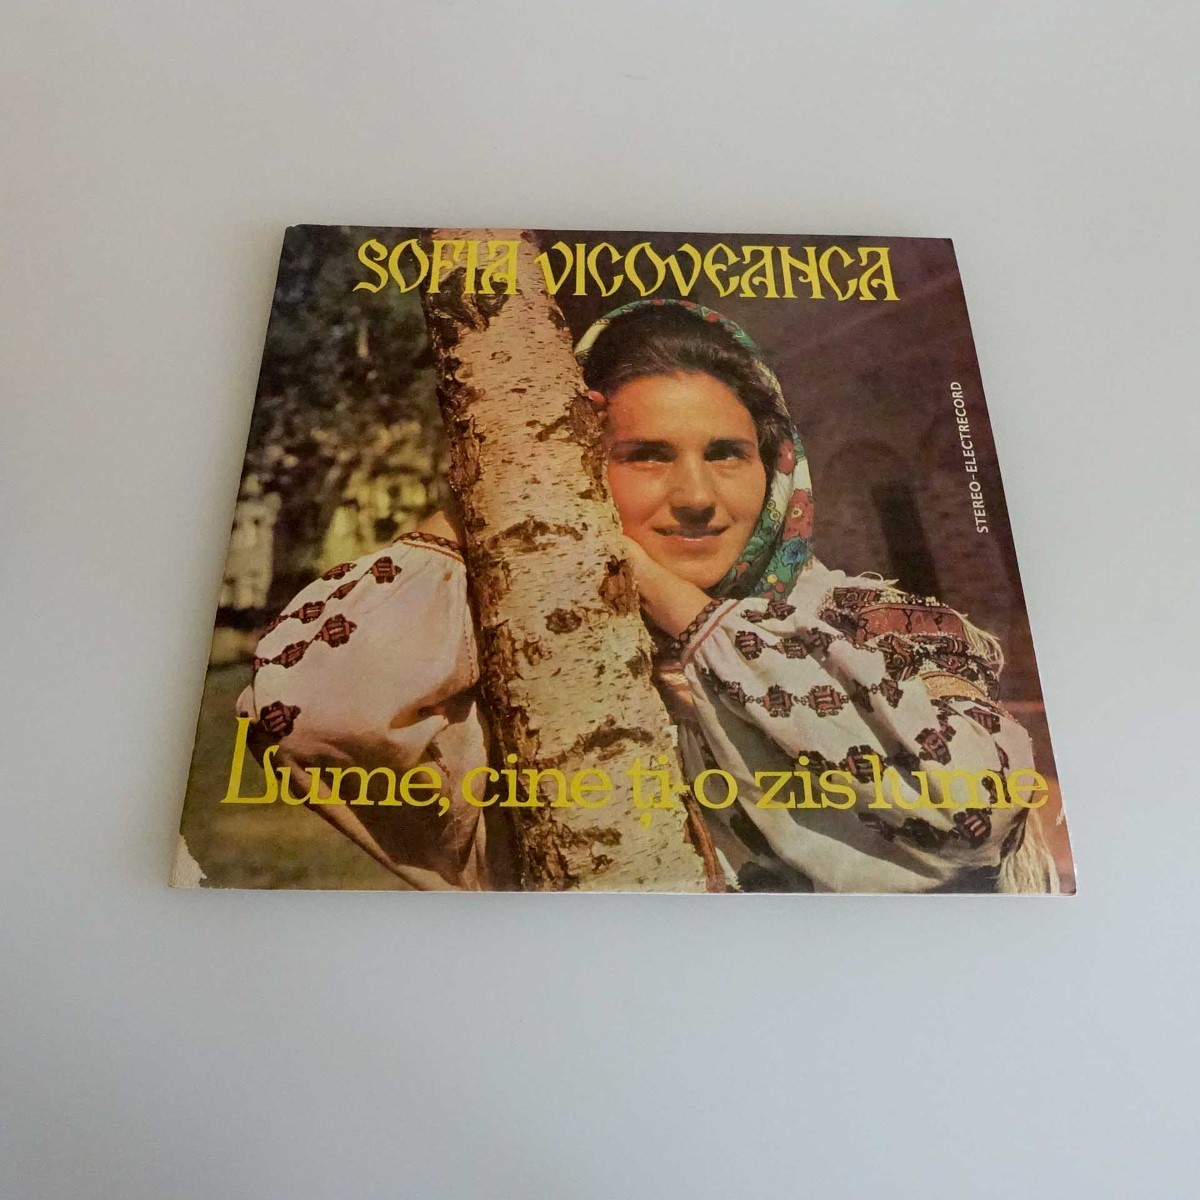 SOFIA VICOVEANCA
STEREO-ELECTRECORD
Lume, cine ți-o zis lume